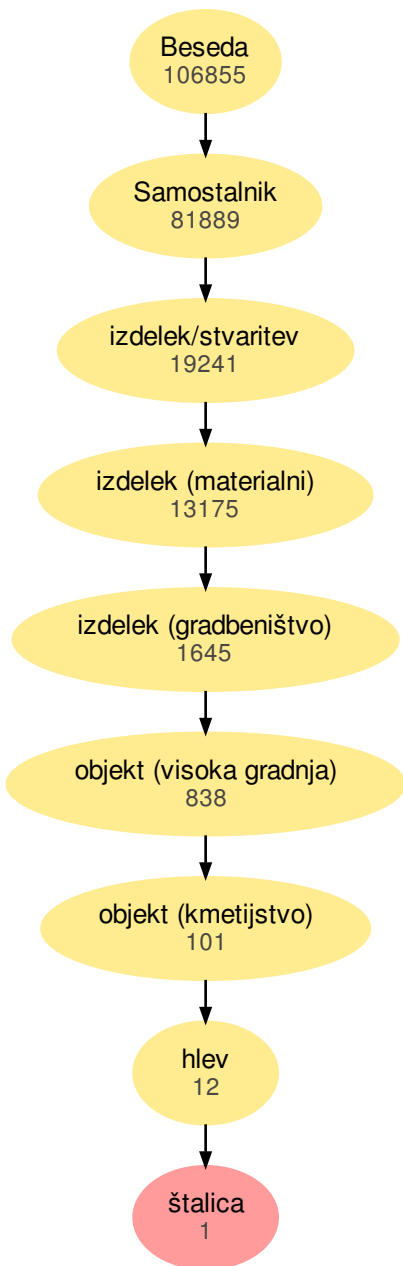 Beseda
106855
Samostalnik
81889
izdelek/stvaritev
19241
izdelek (materialni)
13175
izdelek (gradbeništvo)
1645
objekt (visoka gradnja)
838
objekt (kmetijstvo)
101
hlev
12
štalica
1